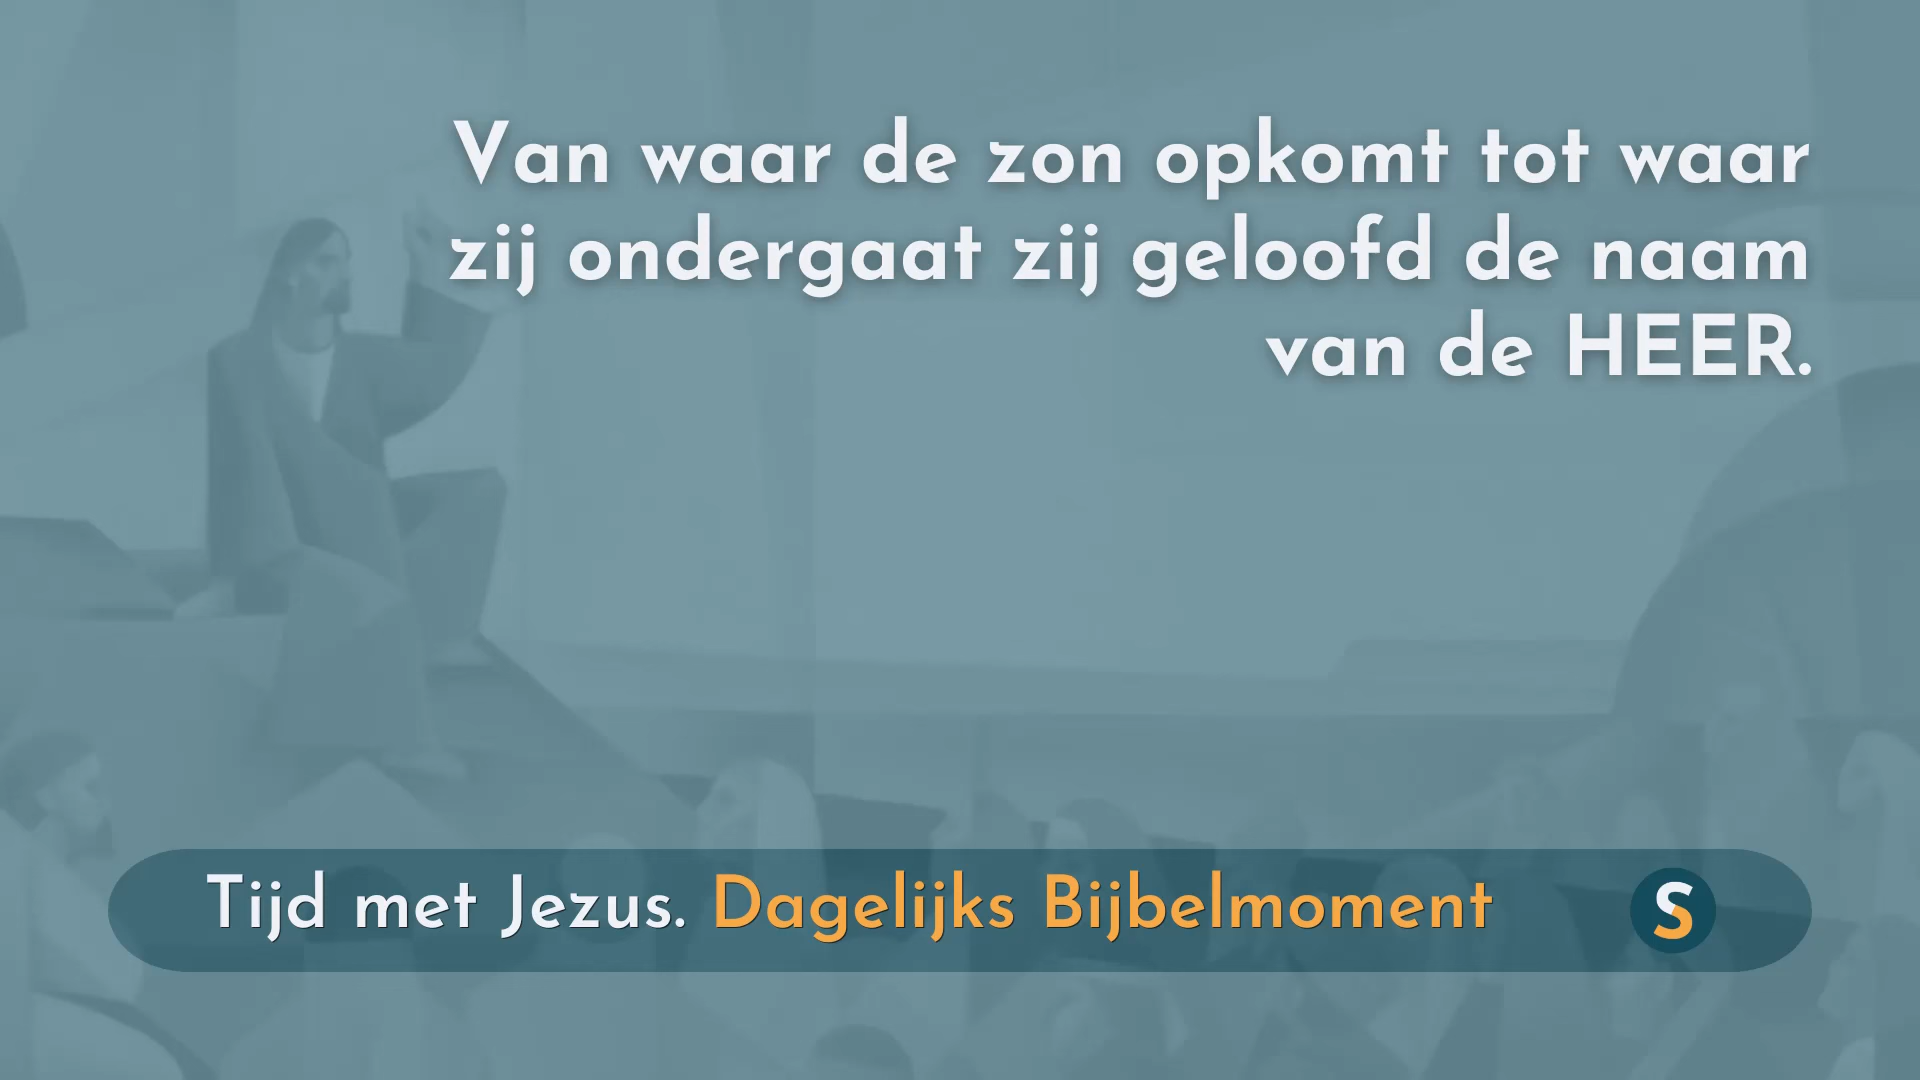 Van waar de zon opkomt tot waar
zij ondergaat zij geloofd de naam
van de HEER.
Tijd met Jezus. Dagelijks Bijbelmoment
S